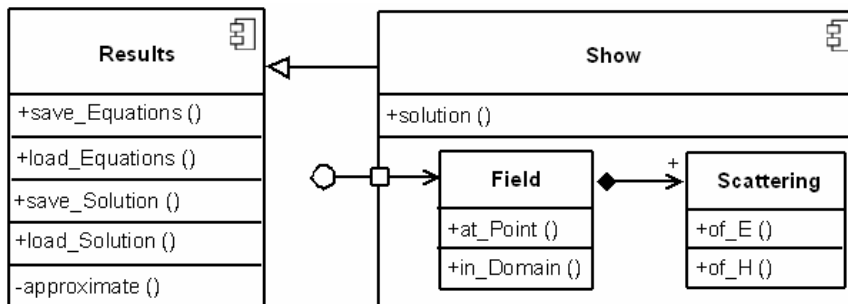 Results
+save_Equations ()
+load_Equations ()
+save_Solution ()
+load_Solution ()
-approximate ()
Show
+solution ()
Field
+at_Point ()
+in_Domain ()
+
Scattering
+of_E ()
+of_H ()